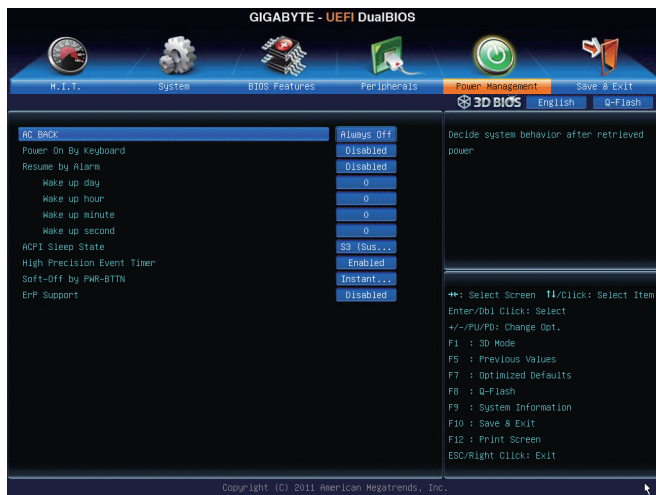 GIGABYTE - UEFI DualBIOS
M.I.T. System BIOS Features Peripherals Power Management Save & Exit
3D BIOS English Q-Flash
AC BACK Always Off
Power On By Keyboard Disabled
Resume by Alarm Disabled
Wake up day 0
Wake up hour 0
Wake up minute 0
Wake up second 0
ACPI Sleep State S3 (Sus...
High Precision Event Timer Enabled
Soft-Off by PWR-BTTN Instant...
ErP Support Disabled
Decide system behavior after retrieved
power
→←: Select Screen ↑↓/Click: Select Item
Enter/Dbl Click: Select
+/-/PU/PD: Change Opt.
F1 : 3D Mode
F5 : Previous Values
F7 : Optimized Defaults
F8 : Q-Flash
F9 : System Information
F10 : Save & Exit
F12 : Print Screen
ESC/Right Click: Exit
Copyright (C) 2011 American Megatrends, Inc.